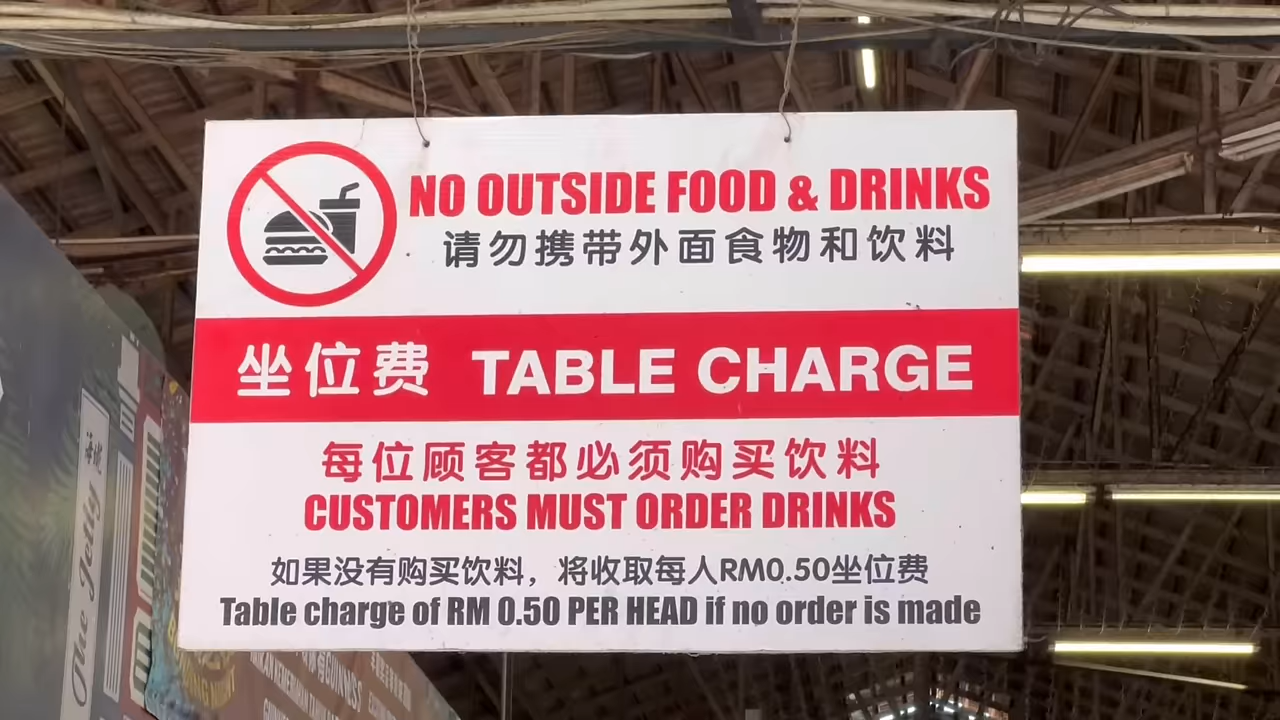 NO OUTSIDE FOOD & DRINKS
请勿携带外面食物和饮料
坐位费 TABLE CHARGE
每位顾客都必须购买饮料
CUSTOMERS MUST ORDER DRINKS
如果没有购买饮料，将收取每人RM0.50坐位费
Table charge of RM 0.50 PER HEAD if no order is made
The Jetty